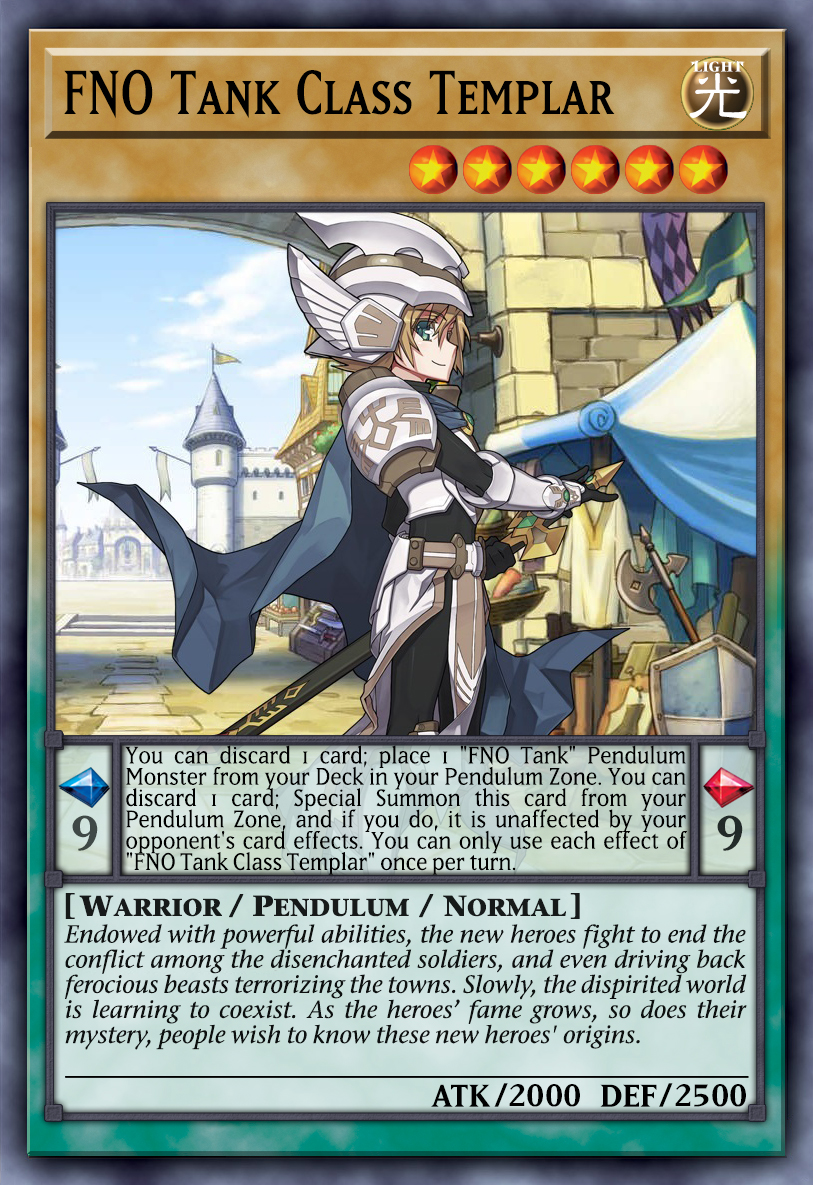 FNO Tank Class Templar
LIGHT
光
You can discard 1 card; place 1 "FNO Tank" Pendulum
Monster from your Deck in your Pendulum Zone. You can
discard 1 card; Special Summon this card from your
Pendulum Zone, and if you do, it is unaffected by your
opponent's card effects. You can only use each effect of
"FNO Tank Class Templar" once per turn.
9
9
[ Warrior / Pendulum / Normal ]
Endowed with powerful abilities, the new heroes fight to end the
conflict among the disenchanted soldiers, and even driving back
ferocious beasts terrorizing the towns. Slowly, the dispirited world
is learning to coexist. As the heroes’ fame grows, so does their
mystery, people wish to know these new heroes' origins.
ATK/2000 DEF/2500